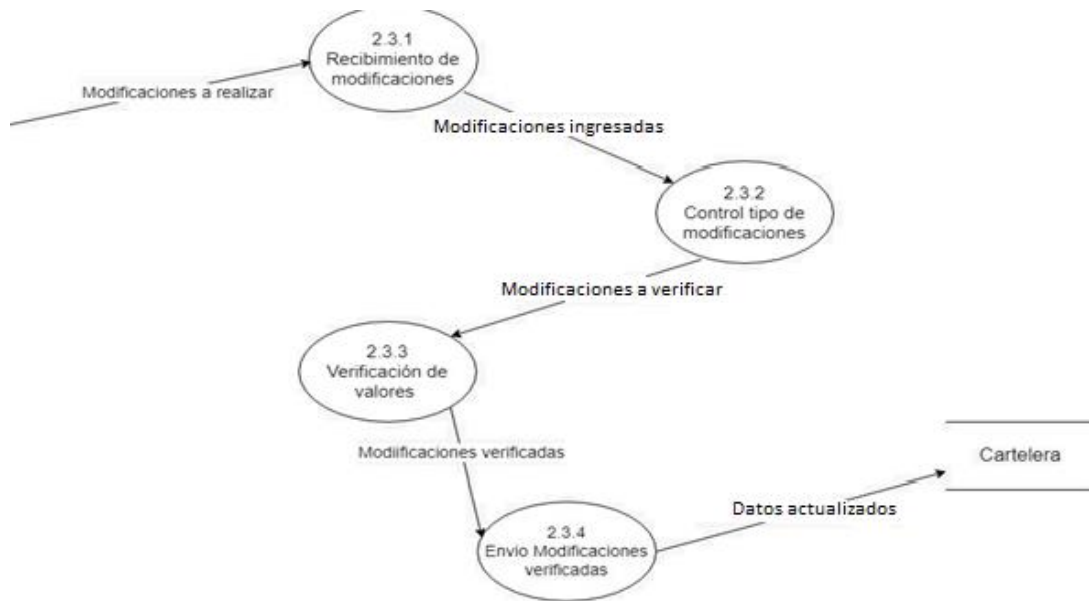 2.3.1
Recibimiento de
modificaciones
Modificaciones a realizar
Modificaciones ingresadas
2.3.2
Control tipo de
modificaciones
Modificaciones a verificar
2.3.3
Verificación de
valores
Modiificaciones verificadas
Cartelera
Datos actualizados
2.3.4
Envio Modificaciones
verificadas